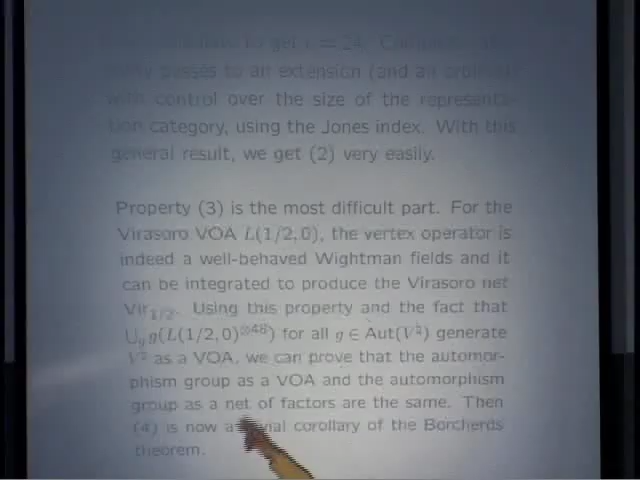 to get c = 24.
passes to an extension (and an
with control over the size of the representa-
tion category, using the Jones index. With this
general result, we get (2) very easily.
Property (3) is the most difficult part. For the
Virasoro VOA L(1/2, 0), the vertex operator is
indeed a well-behaved Wightman fields and it
can be integrated to produce the Virasoro net
Vir₁/₂. Using this property and the fact that
⋃_g g(L(1/2, 0)^⊗48) for all g ∈ Aut(V^♮) generate
V^♮ as a VOA, we can prove that the automor-
phism group as a VOA and the automorphism
group as a net of factors are the same. Then
(4) is now a corollary of the Borcherds
theorem.